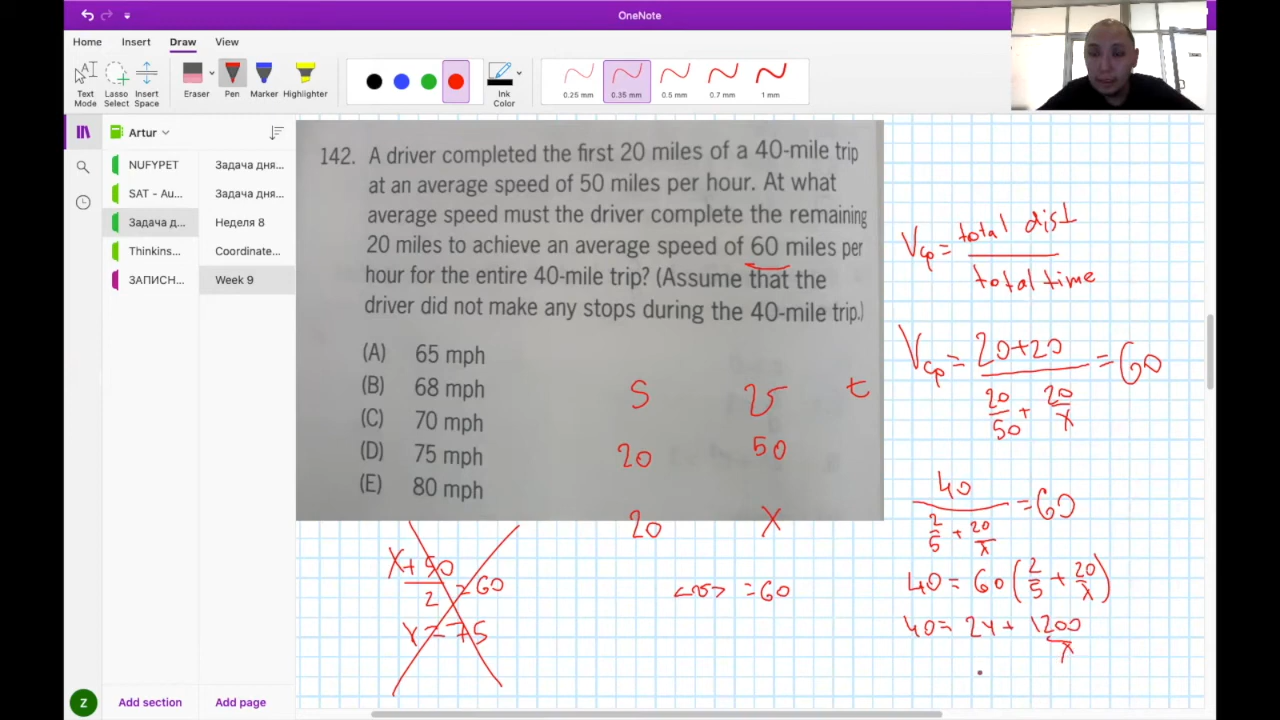 OneNote
Home Insert Draw View
Text Mode
Lasso Select
Insert Space
Eraser
Pen
Marker
Highlighter
Ink Color
0.25 mm
0.35 mm
0.5 mm
0.7 mm
1 mm
Artur
NUFYPET
SAT - Au...
Задача д...
Thinkins...
ЗАПИСН...
Задача дня...
Задача дня...
Неделя 8
Coordinate...
Week 9
142. A driver completed the first 20 miles of a 40-mile trip
at an average speed of 50 miles per hour. At what
average speed must the driver complete the remaining
20 miles to achieve an average speed of 60 miles per
hour for the entire 40-mile trip? (Assume that the
driver did not make any stops during the 40-mile trip.)
(A) 65 mph
(B) 68 mph
(C) 70 mph
(D) 75 mph
(E) 80 mph
S v t
20 50
20 x
<v> = 60
x+50/2 = 60
x = 75
Vср = total dist/total time
Vср = 20+20/(20/50 + 20/x) = 60
40/(2/5 + 20/x) = 60
40 = 60(2/5 + 20/x)
40 = 24 + 1200/x
Z
Add section
Add page